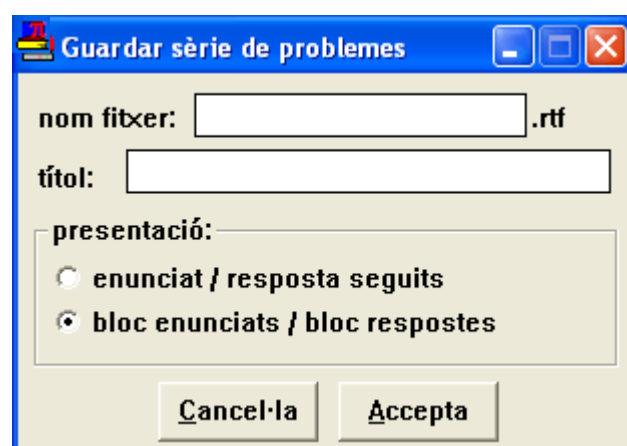 Guardar sèrie de problemes
nom fitxer: .rtf
títol:
presentació:
enunciat / resposta seguits
bloc enunciats / bloc respostes
Cancel·la Accepta